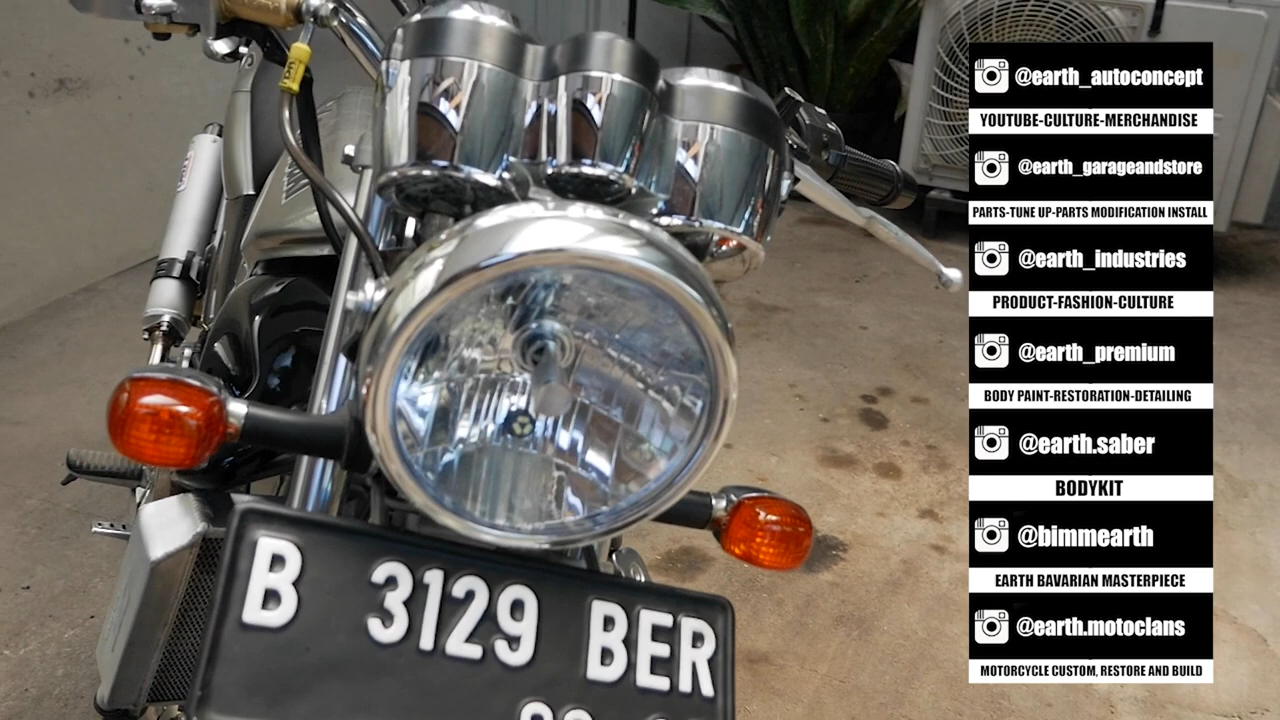 B 3129 BER
@earth_autoconcept
YOUTUBE-CULTURE-MERCHANDISE
@earth_garageandstore
PARTS-TUNE UP-PARTS MODIFICATION INSTALL
@earth_industries
PRODUCT-FASHION-CULTURE
@earth_premium
BODY PAINT-RESTORATION-DETAILING
@earth.saber
BODYKIT
@bimmearth
EARTH BAVARIAN MASTERPIECE
@earth.motoclans
MOTORCYCLE CUSTOM, RESTORE AND BUILD